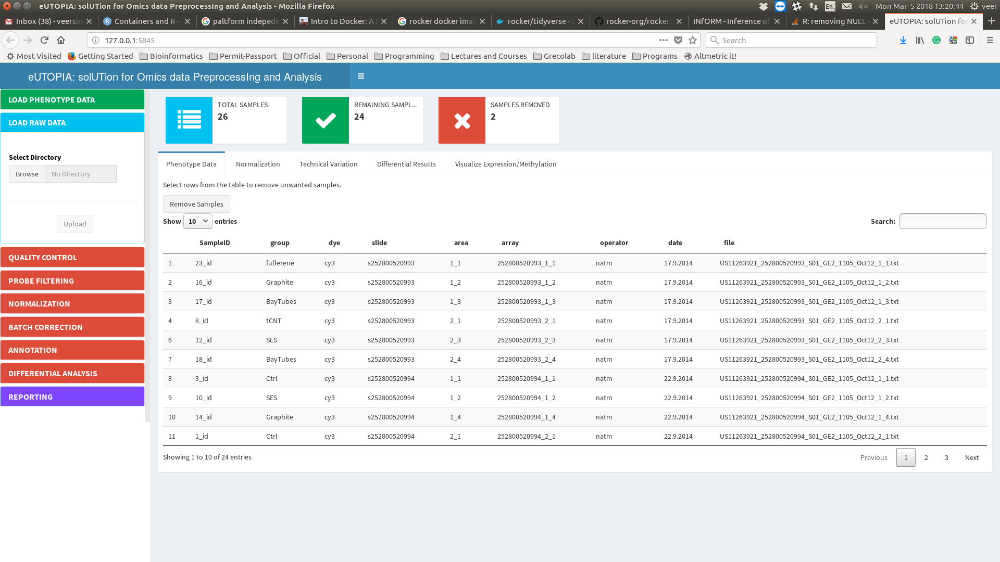 eUTOPIA: solUTion for Omics data PreprocessIng and Analysis - Mozilla Firefox
En, Mon Mar 5 2018 13:20:44 veer
Inbox (38) - veersin Containers and R - paltform indepede Intro to Docker: A rocker docker imag rocker/tidyverse - D rocker-org/rocker: INfORM - Inference of R: removing NULL eUTOPIA: solUTion fo
127.0.0.1:5845 Search
Most Visited Getting Started Bioinformatics Permit-Passport Official Personal Programming Lectures and Courses Grecolab literature Programs Altmetric it!
eUTOPIA: solUTion for Omics data PreprocessIng and Analysis
LOAD PHENOTYPE DATA
LOAD RAW DATA
Select Directory
Browse No Directory
Upload
QUALITY CONTROL
PROBE FILTERING
NORMALIZATION
BATCH CORRECTION
ANNOTATION
DIFFERENTIAL ANALYSIS
REPORTING
TOTAL SAMPLES
26
REMAINING SAMPL...
24
SAMPLES REMOVED
2
Phenotype Data Normalization Technical Variation Differential Results Visualize Expression/Methylation
Select rows from the table to remove unwanted samples.
Remove Samples
Show 10 entries Search:
SampleID group dye slide area array operator date file
1 23_id fullerene cy3 s252800520993 1_1 252800520993_1_1 natm 17.9.2014 US11263921_252800520993_S01_GE2_1105_Oct12_1_1.txt
2 16_id Graphite cy3 s252800520993 1_2 252800520993_1_2 natm 17.9.2014 US11263921_252800520993_S01_GE2_1105_Oct12_1_2.txt
3 17_id BayTubes cy3 s252800520993 1_3 252800520993_1_3 natm 17.9.2014 US11263921_252800520993_S01_GE2_1105_Oct12_1_3.txt
4 8_id tCNT cy3 s252800520993 2_1 252800520993_2_1 natm 17.9.2014 US11263921_252800520993_S01_GE2_1105_Oct12_2_1.txt
6 12_id SES cy3 s252800520993 2_3 252800520993_2_3 natm 17.9.2014 US11263921_252800520993_S01_GE2_1105_Oct12_2_3.txt
7 18_id BayTubes cy3 s252800520993 2_4 252800520993_2_4 natm 17.9.2014 US11263921_252800520993_S01_GE2_1105_Oct12_2_4.txt
8 3_id Ctrl cy3 s252800520994 1_1 252800520994_1_1 natm 22.9.2014 US11263921_252800520994_S01_GE2_1105_Oct12_1_1.txt
9 10_id SES cy3 s252800520994 1_2 252800520994_1_2 natm 22.9.2014 US11263921_252800520994_S01_GE2_1105_Oct12_1_2.txt
10 14_id Graphite cy3 s252800520994 1_4 252800520994_1_4 natm 22.9.2014 US11263921_252800520994_S01_GE2_1105_Oct12_1_4.txt
11 1_id Ctrl cy3 s252800520994 2_1 252800520994_2_1 natm 22.9.2014 US11263921_252800520994_S01_GE2_1105_Oct12_2_1.txt
Showing 1 to 10 of 24 entries Previous 1 2 3 Next